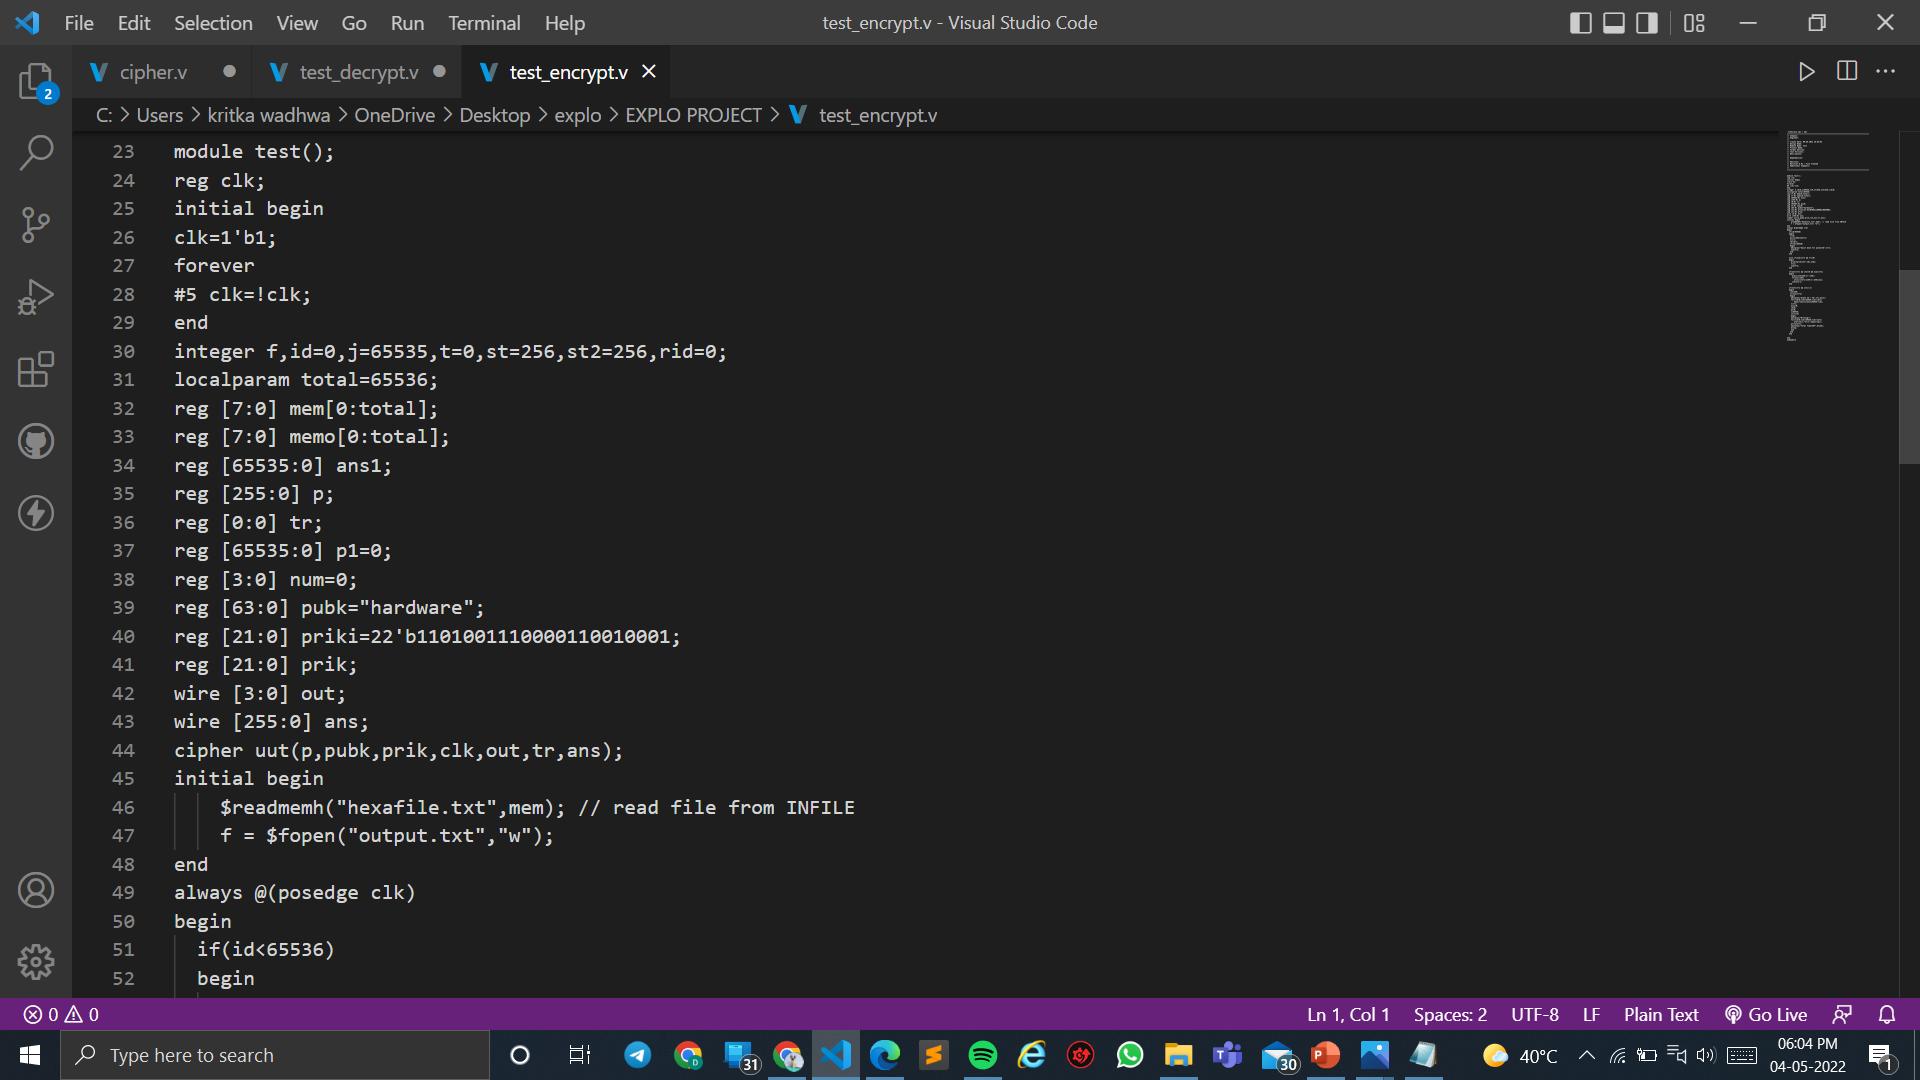 File Edit Selection View Go Run Terminal Help test_encrypt.v - Visual Studio Code
cipher.v test_decrypt.v test_encrypt.v
2
C: > Users > kritka wadhwa > OneDrive > Desktop > explo > EXPLO PROJECT > test_encrypt.v
23 module test();
24 reg clk;
25 initial begin
26 clk=1'b1;
27 forever
28 #5 clk=!clk;
29 end
30 integer f,id=0,j=65535,t=0,st=256,st2=256,rid=0;
31 localparam total=65536;
32 reg [7:0] mem[0:total];
33 reg [7:0] memo[0:total];
34 reg [65535:0] ans1;
35 reg [255:0] p;
36 reg [0:0] tr;
37 reg [65535:0] p1=0;
38 reg [3:0] num=0;
39 reg [63:0] pubk="hardware";
40 reg [21:0] priki=22'b1101001110000110010001;
41 reg [21:0] prik;
42 wire [3:0] out;
43 wire [255:0] ans;
44 cipher uut(p,pubk,prik,clk,out,tr,ans);
45 initial begin
46 $readmemh("hexafile.txt",mem); // read file from INFILE
47 f = $fopen("output.txt","w");
48 end
49 always @(posedge clk)
50 begin
51 if(id<65536)
52 begin
0 0 Ln 1, Col 1 Spaces: 2 UTF-8 LF Plain Text Go Live
Type here to search 31 30 40°C 06:04 PM
04-05-2022 1